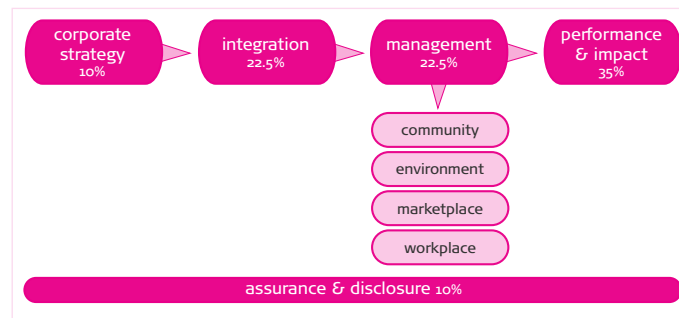 corporate
strategy
10%
integration
22.5%
management
22.5%
performance
& impact
35%
community
environment
marketplace
workplace
assurance & disclosure 10%